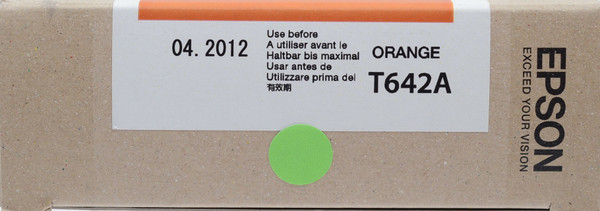 04. 2012
Use before
A utiliser avant le
Haltbar bis maximal
Usar antes de
Utilizzare prima del
有效期
ORANGE
T642A
EPSON
EXCEED YOUR VISION